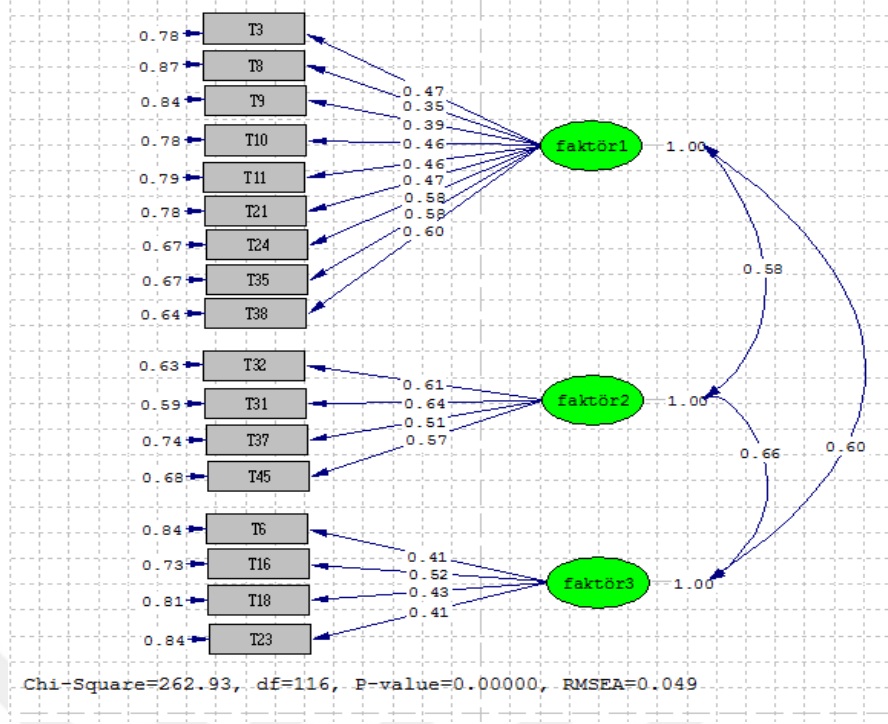 0.78 T3
0.87 T8
0.84 T9
0.78 T10
0.79 T11
0.78 T21
0.67 T24
0.67 T35
0.64 T38
0.47
0.35
0.39
0.46
0.46
0.47
0.58
0.58
0.60
faktör1 1.00
0.63 T32
0.59 T31
0.74 T37
0.68 T45
0.61
0.64
0.51
0.57
faktör2 1.00
0.84 T6
0.73 T16
0.81 T18
0.84 T23
0.41
0.52
0.43
0.41
faktör3 1.00
0.58
0.66
0.60
Chi-Square=262.93, df=116, P-value=0.00000, RMSEA=0.049